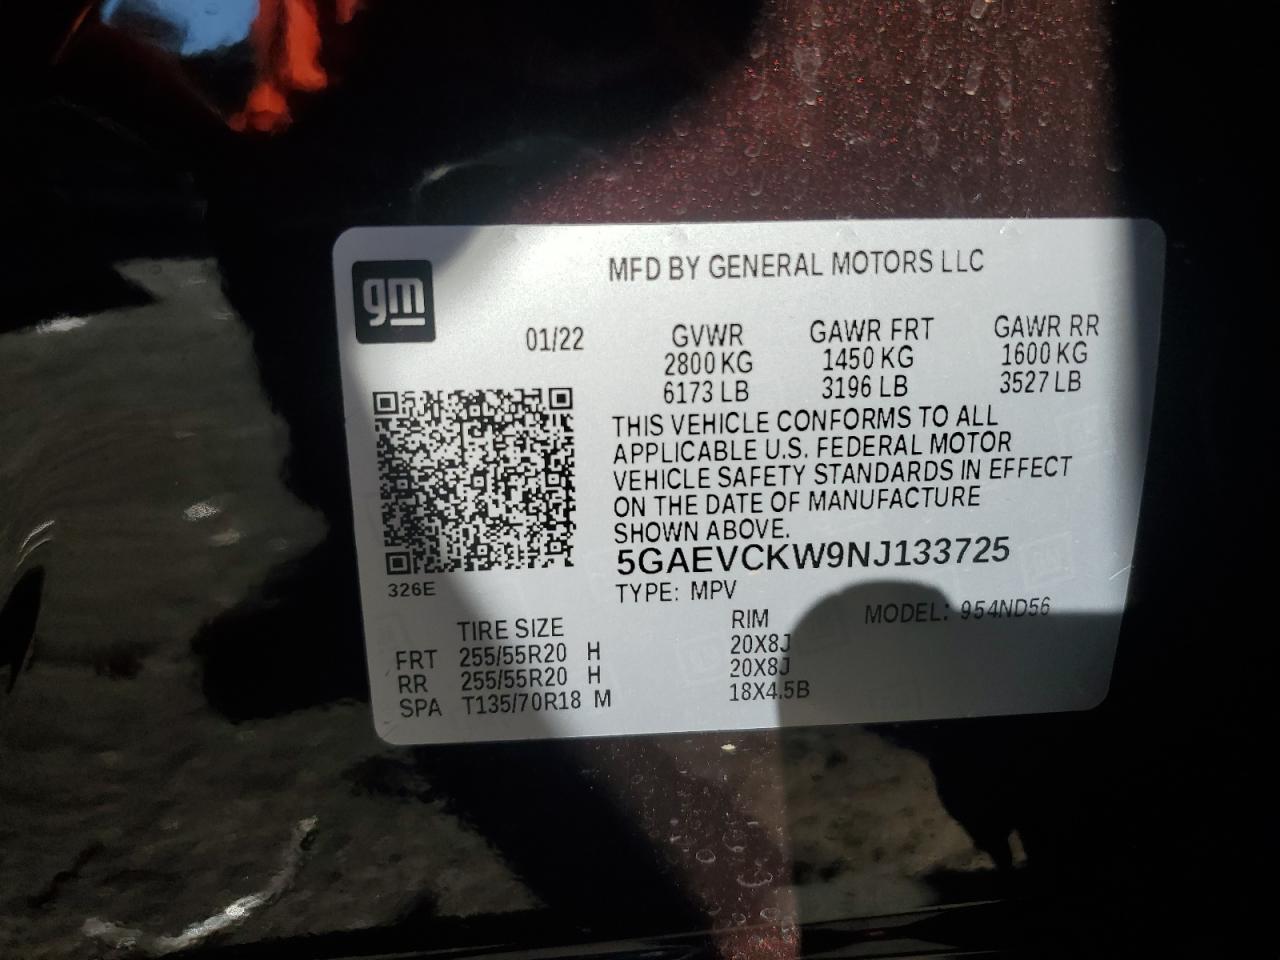 gm
MFD BY GENERAL MOTORS LLC
01/22 GVWR GAWR FRT GAWR RR
2800 KG 1450 KG 1600 KG
6173 LB 3196 LB 3527 LB
THIS VEHICLE CONFORMS TO ALL
APPLICABLE U.S. FEDERAL MOTOR
VEHICLE SAFETY STANDARDS IN EFFECT
ON THE DATE OF MANUFACTURE
SHOWN ABOVE.
5GAEVCKW9NJ133725
326E
TYPE: MPV
MODEL: 954ND56
TIRE SIZE RIM
FRT 255/55R20 H 20X8J
RR 255/55R20 H 20X8J
SPA T135/70R18 M 18X4.5B